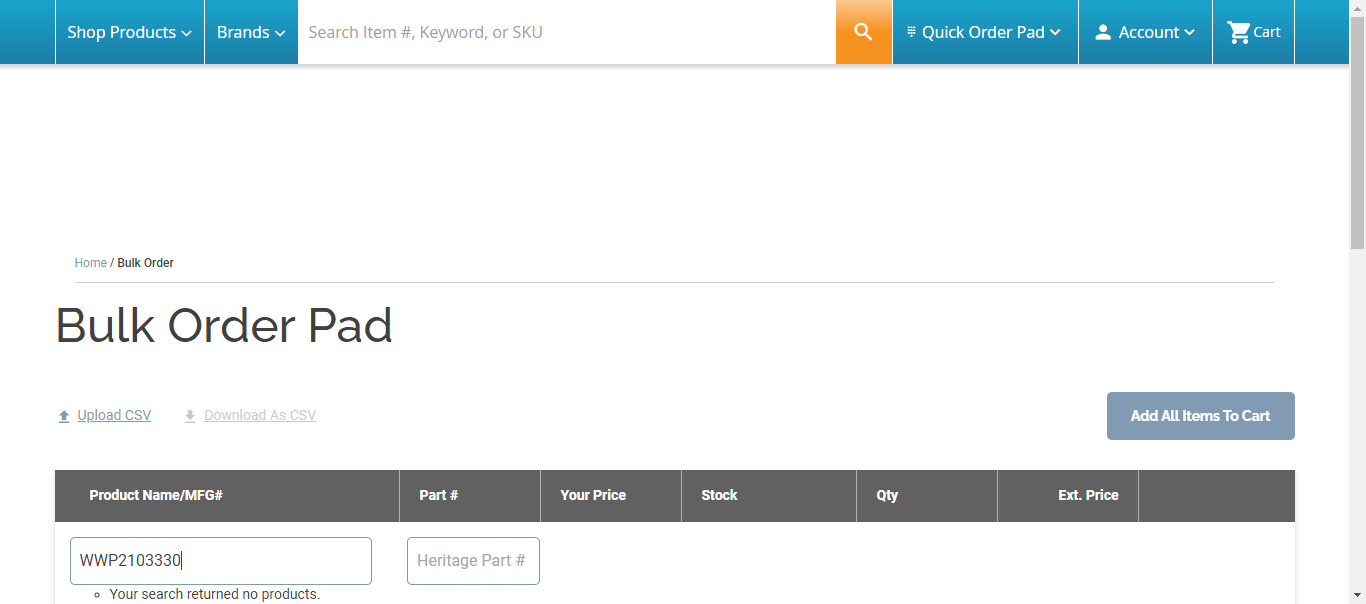 Shop Products
Brands
Search Item #, Keyword, or SKU
Quick Order Pad
Account
Cart
Home / Bulk Order
Bulk Order Pad
Upload CSV
Download As CSV
Add All Items To Cart
Product Name/MFG#
Part #
Your Price
Stock
Qty
Ext. Price
WWP2103330
Heritage Part #
Your search returned no products.